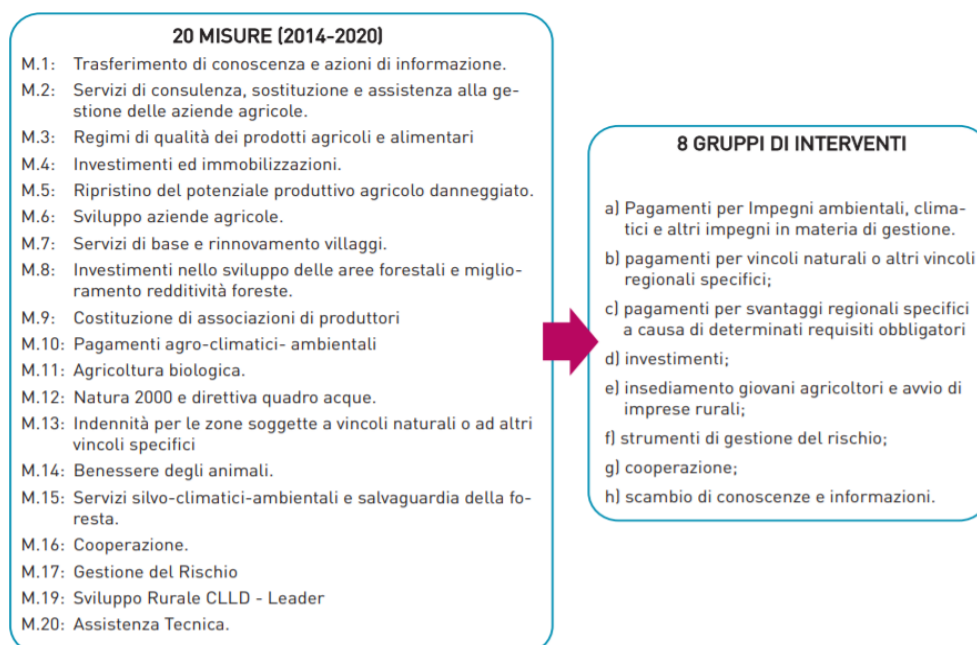 20 MISURE (2014-2020)
M.1: Trasferimento di conoscenza e azioni di informazione.
M.2: Servizi di consulenza, sostituzione e assistenza alla ge-
stione delle aziende agricole.
M.3: Regimi di qualità dei prodotti agricoli e alimentari
M.4: Investimenti ed immobilizzazioni.
M.5: Ripristino del potenziale produttivo agricolo danneggiato.
M.6: Sviluppo aziende agricole.
M.7: Servizi di base e rinnovamento villaggi.
M.8: Investimenti nello sviluppo delle aree forestali e miglio-
ramento redditività foreste.
M.9: Costituzione di associazioni di produttori
M.10: Pagamenti agro-climatici- ambientali
M.11: Agricoltura biologica.
M.12: Natura 2000 e direttiva quadro acque.
M.13: Indennità per le zone soggette a vincoli naturali o ad altri
vincoli specifici
M.14: Benessere degli animali.
M.15: Servizi silvo-climatici-ambientali e salvaguardia della fo-
resta.
M.16: Cooperazione.
M.17: Gestione del Rischio
M.19: Sviluppo Rurale CLLD - Leader
M.20: Assistenza Tecnica.
8 GRUPPI DI INTERVENTI
a) Pagamenti per Impegni ambientali, clima-
tici e altri impegni in materia di gestione.
b) pagamenti per vincoli naturali o altri vincoli
regionali specifici;
c) pagamenti per svantaggi regionali specifici
a causa di determinati requisiti obbligatori
d) investimenti;
e) insediamento giovani agricoltori e avvio di
imprese rurali;
f) strumenti di gestione del rischio;
g) cooperazione;
h) scambio di conoscenze e informazioni.